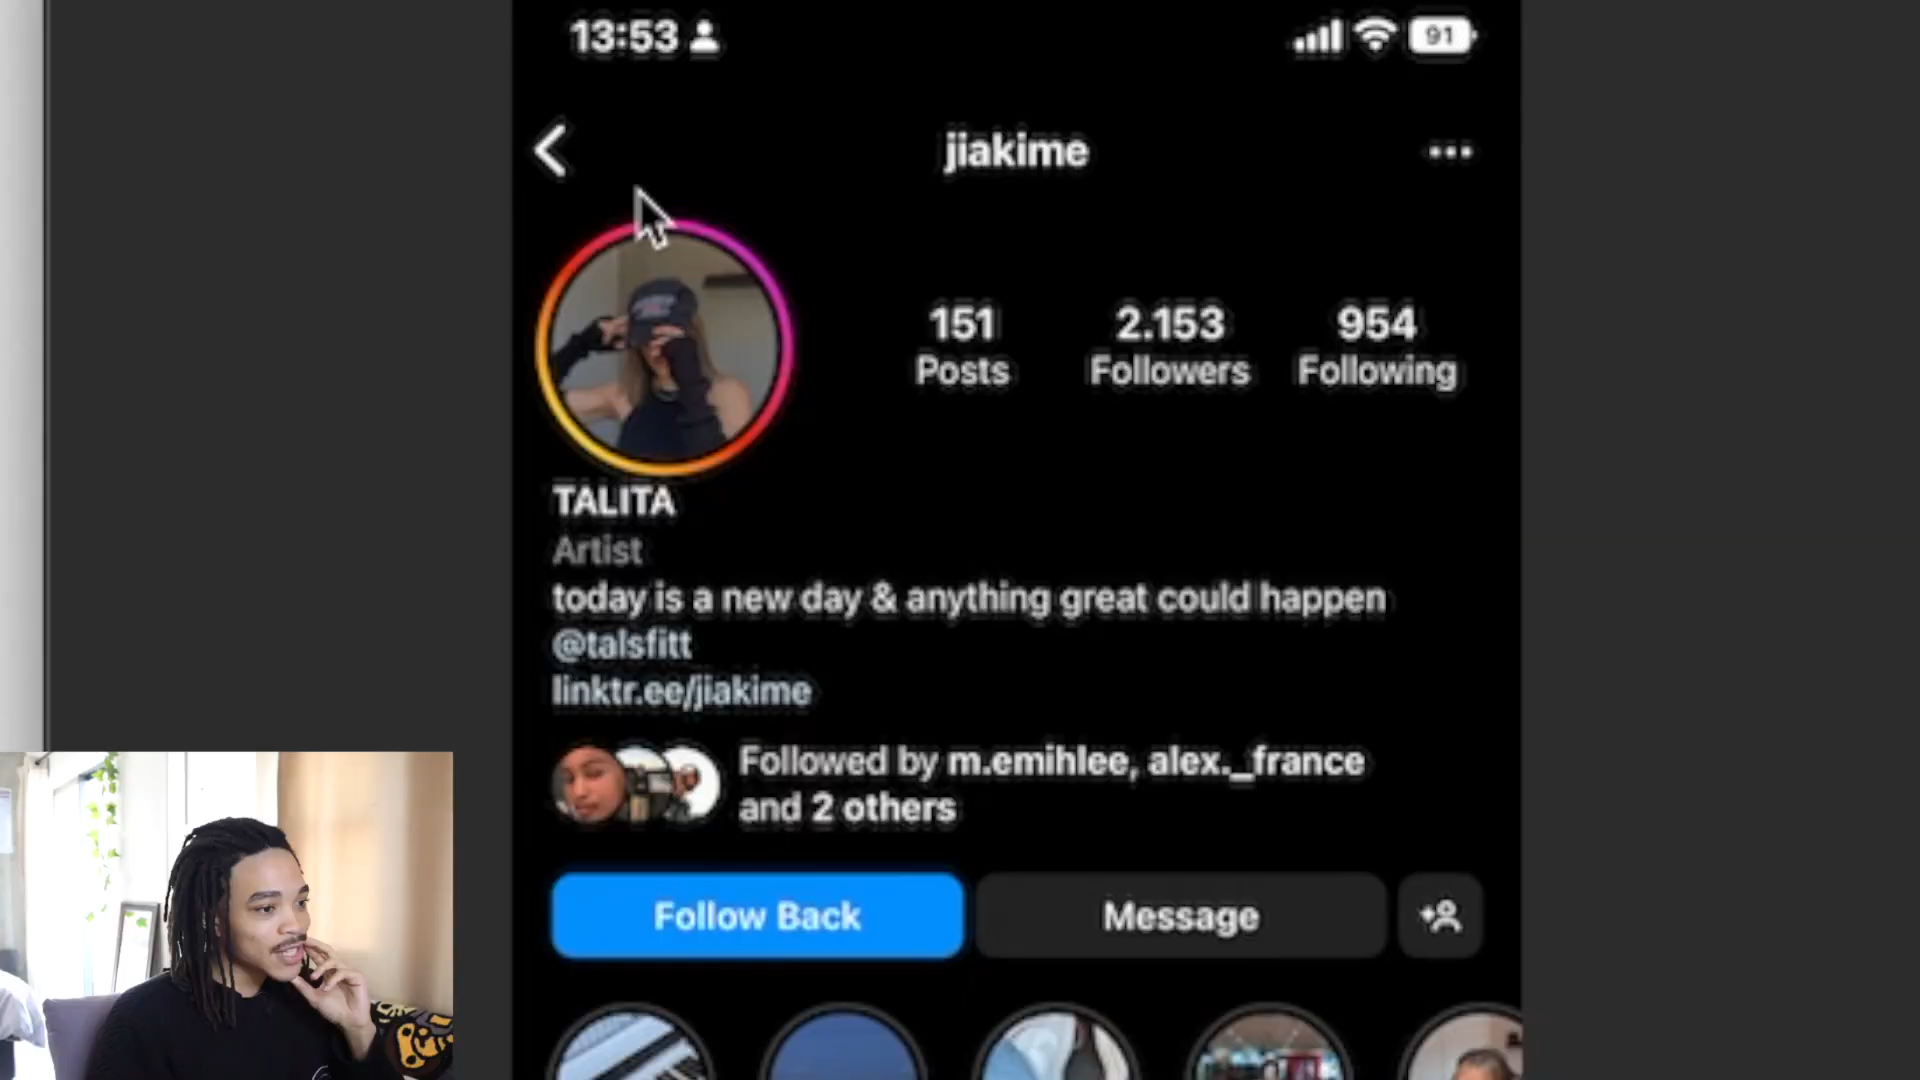 13:53
91
jiakime
151
2.153
954
Posts
Followers
Following
TALITA
Artist
today is a new day & anything great could happen
@talsfitt
linktr.ee/jiakime
Followed by m.emihlee, alex._france
and 2 others
Follow Back
Message